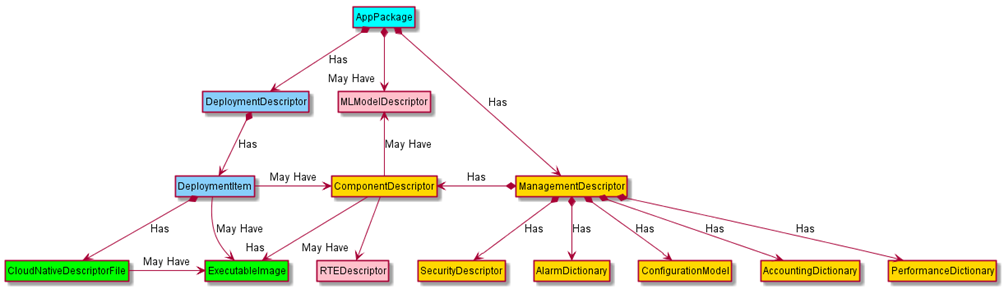 AppPackage
Has
May Have
Has
DeploymentDescriptor
MLModelDescriptor
Has
May Have
DeploymentItem
May Have
ComponentDescriptor
Has
ManagementDescriptor
Has
May Have
Has
May Have
Has
Has
Has
Has
Has
CloudNativeDescriptorFile
May Have
ExecutableImage
RTEDescriptor
SecurityDescriptor
AlarmDictionary
ConfigurationModel
AccountingDictionary
PerformanceDictionary